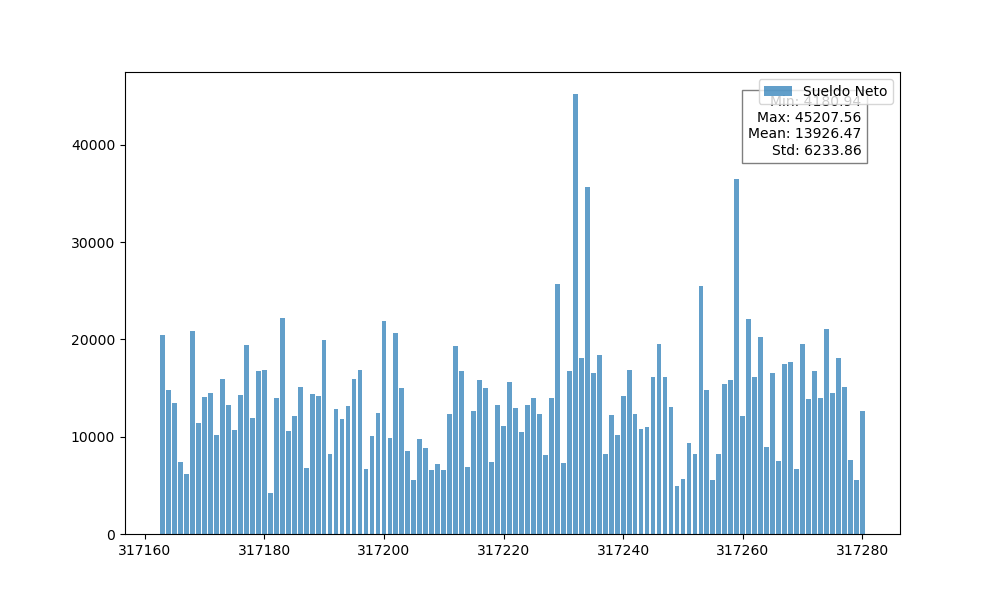 Sueldo Neto
Min: 4180.94
Max: 45207.56
Mean: 13926.47
Std: 6233.86
40000
30000
20000
10000
0
317160 317180 317200 317220 317240 317260 317280